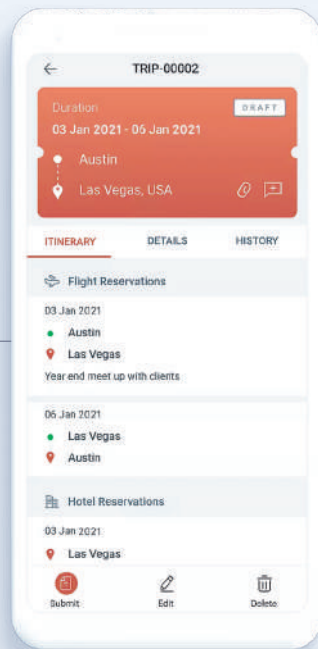 TRIP-00002
Duration
DRAFT
03 Jan 2021 - 06 Jan 2021
Austin
Las Vegas, USA
ITINERARY DETAILS HISTORY
Flight Reservations
03 Jan 2021
Austin
Las Vegas
Year end meet up with clients
06 Jan 2021
Las Vegas
Austin
Hotel Reservations
03 Jan 2021
Las Vegas
Submit Edit Delete